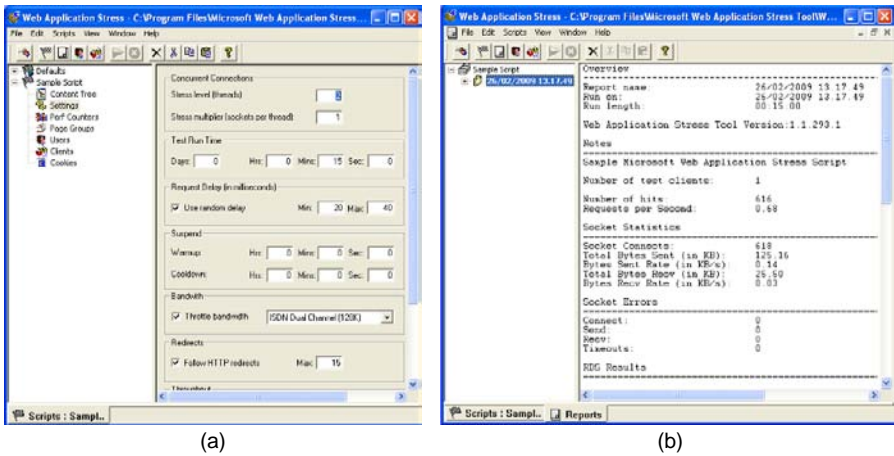 Web Application Stress - C:\Program Files\Microsoft Web Application Stress...
File Edit Scripts View Window Help
Defaults
Sample Script
Content Tree
Settings
Perf Counters
Page Groups
Users
Clients
Cookies
Concurrent Connections
Stress level (threads)
Stress multiplier (sockets per thread) 1
Test Run Time
Days: 0 Hrs: 0 Mins: 15 Sec: 0
Request Delay (in milliseconds)
Use random delay Min: 20 Max: 40
Suspend
Warmup: Hrs: 0 Mins: 0 Sec: 0
Cooldown: Hrs: 0 Mins: 0 Sec: 0
Bandwith
Throttle bandwidth ISDN Dual Channel (128K)
Redirects
Follow HTTP redirects Max: 15
Throughput
Scripts : Sampl..
(a)
Web Application Stress - C:\Program Files\Microsoft Web Application Stress Tool\W...
File Edit Scripts View Window Help
Sample Script
26/02/2009 13.17.49
Overview
Report name: 26/02/2009 13.17.49
Run on: 26/02/2009 13.17.49
Run length: 00:15:00
Web Application Stress Tool Version:1.1.293.1
Notes
Sample Microsoft Web Application Stress Script
Number of test clients: 1
Number of hits: 616
Requests per Second: 0.68
Socket Statistics
Socket Connects: 618
Total Bytes Sent (in KB): 125.16
Bytes Sent Rate (in KB/s): 0.14
Total Bytes Recv (in KB): 26.60
Bytes Recv Rate (in KB/s): 0.03
Socket Errors
Connect: 0
Send: 0
Recv: 0
Timeouts: 0
RDS Results
Scripts : Sampl.. Reports
(b)